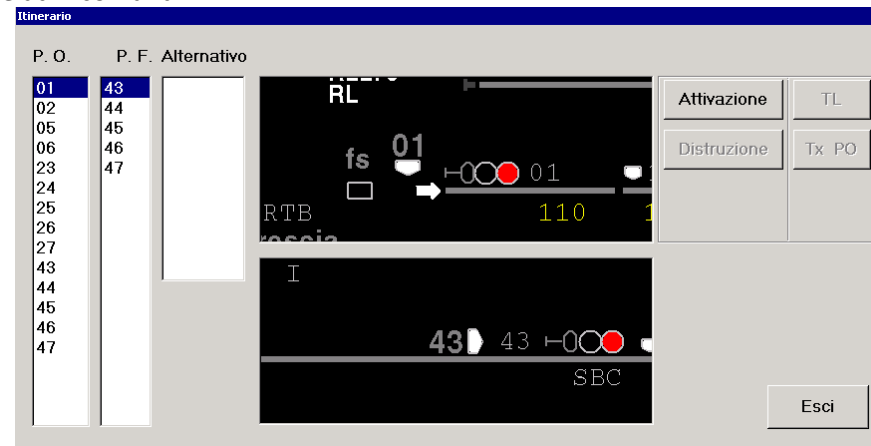 Itinerario
P. O. P. F. Alternativo
01
02
05
06
23
24
25
26
27
43
44
45
46
47
43
44
45
46
47
RL
fs 01
01
RTB 110
I
43 43
SBC
Attivazione TL
Distruzione Tx PO
Esci